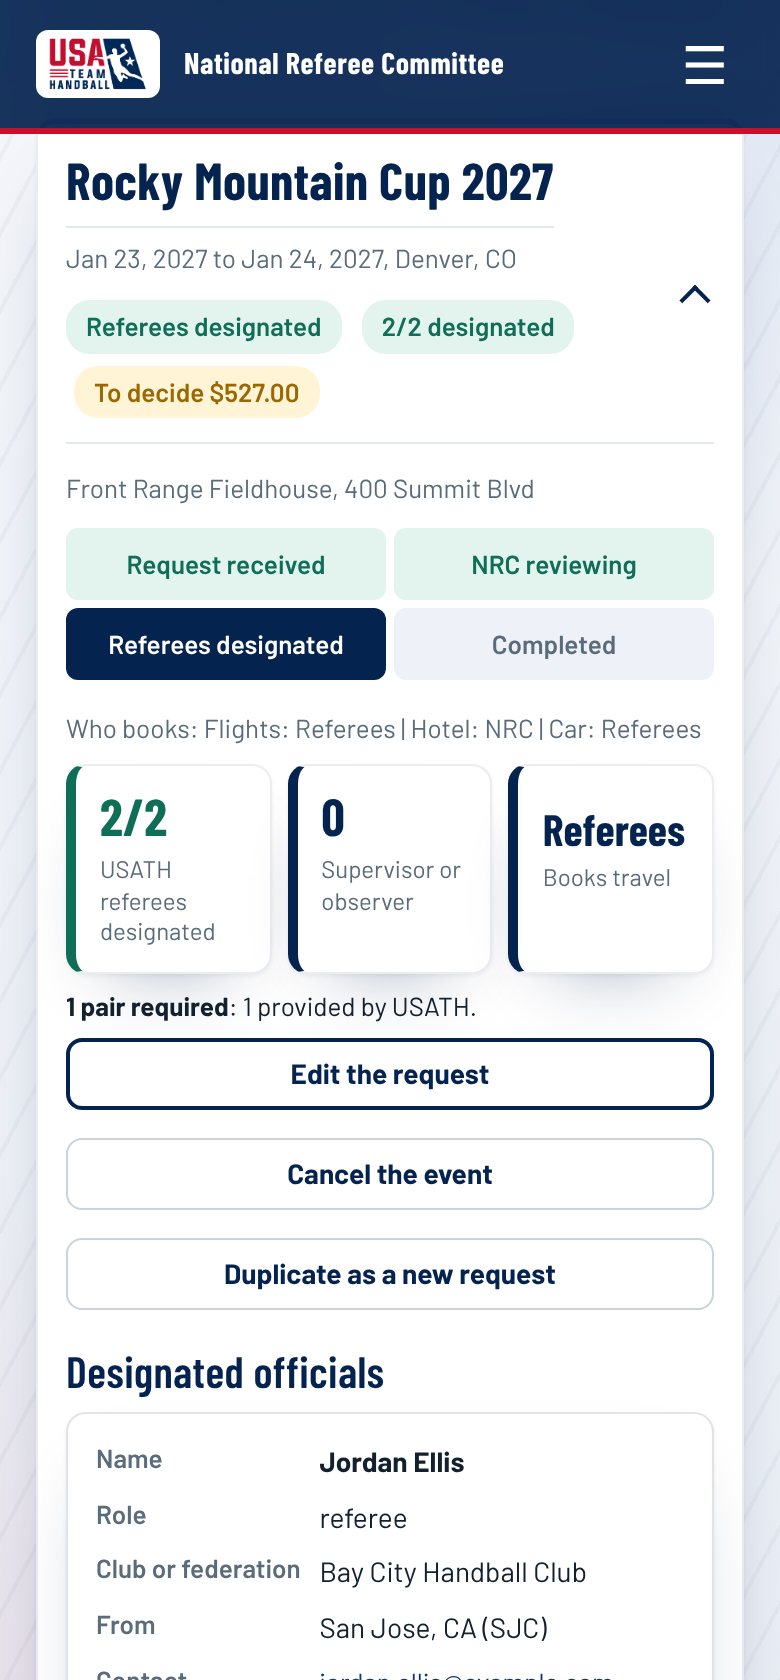 USA
TEAM
HANDBALL
National Referee Committee
Rocky Mountain Cup 2027
Jan 23, 2027 to Jan 24, 2027, Denver, CO
Referees designated
2/2 designated
To decide $527.00
Front Range Fieldhouse, 400 Summit Blvd
Request received
NRC reviewing
Referees designated
Completed
Who books: Flights: Referees | Hotel: NRC | Car: Referees
2/2
USATH
referees
designated
0
Supervisor or
observer
Referees
Books travel
1 pair required: 1 provided by USATH.
Edit the request
Cancel the event
Duplicate as a new request
Designated officials
Name
Jordan Ellis
Role
referee
Club or federation
Bay City Handball Club
From
San Jose, CA (SJC)
Contact
jordan.ellis@example.com